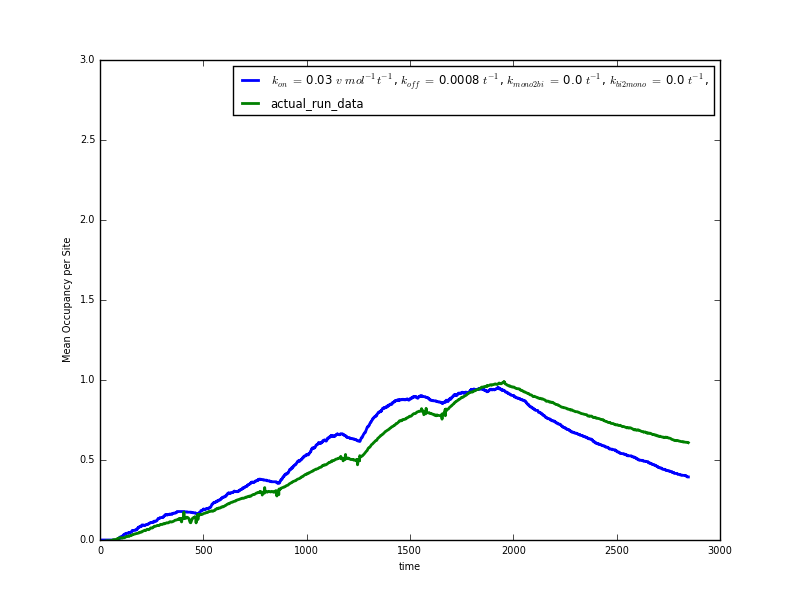 k_on = 0.03 v mol^−1 t^−1, k_off = 0.0008 t^−1, k_mono2bi = 0.0 t^−1, k_bi2mono = 0.0 t^−1,
actual_run_data
3.0
2.5
2.0
1.5
1.0
0.5
0.0
Mean Occupancy per Site
0 500 1000 1500 2000 2500 3000
time